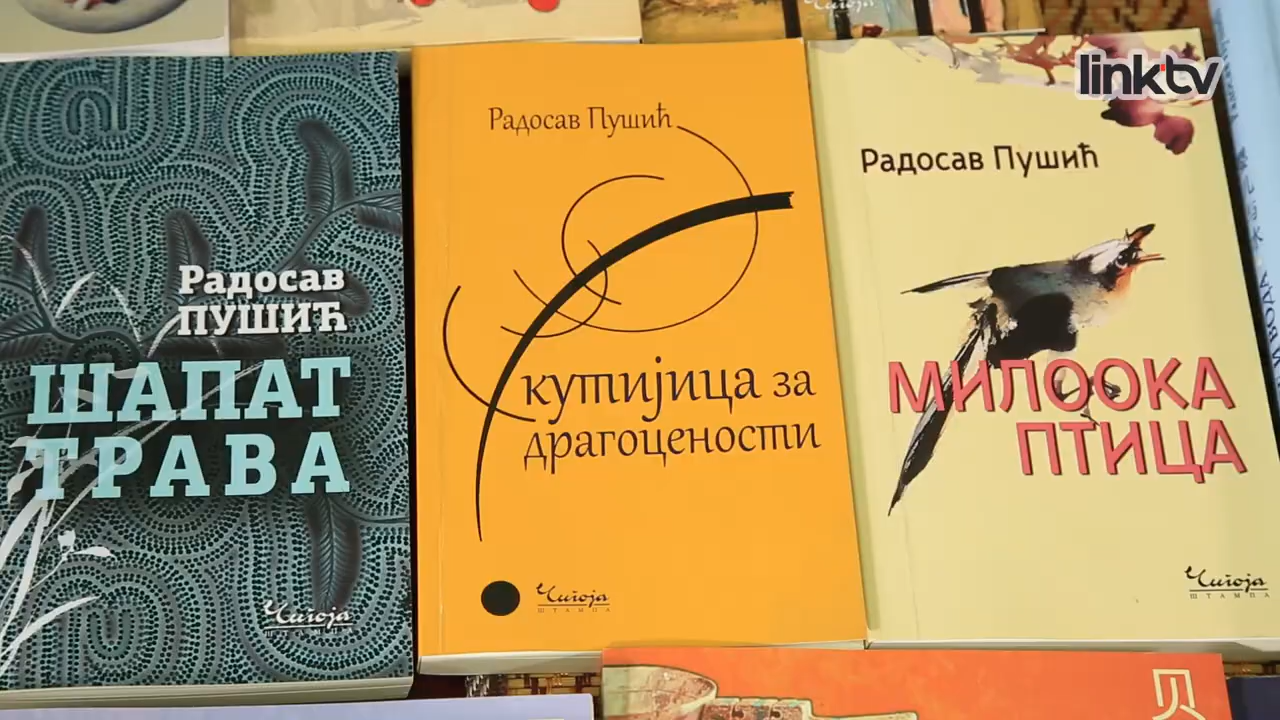 linktv
Радосав
ПУШИЋ
ШАПАТ
ТРАВА
Чигоја
ШТАМПА
Радосав Пушић
кутијица за
драгоцености
Чигоја
ШТАМПА
Радосав Пушић
МИЛООКА
ПТИЦА
Чигоја
ШТАМПА